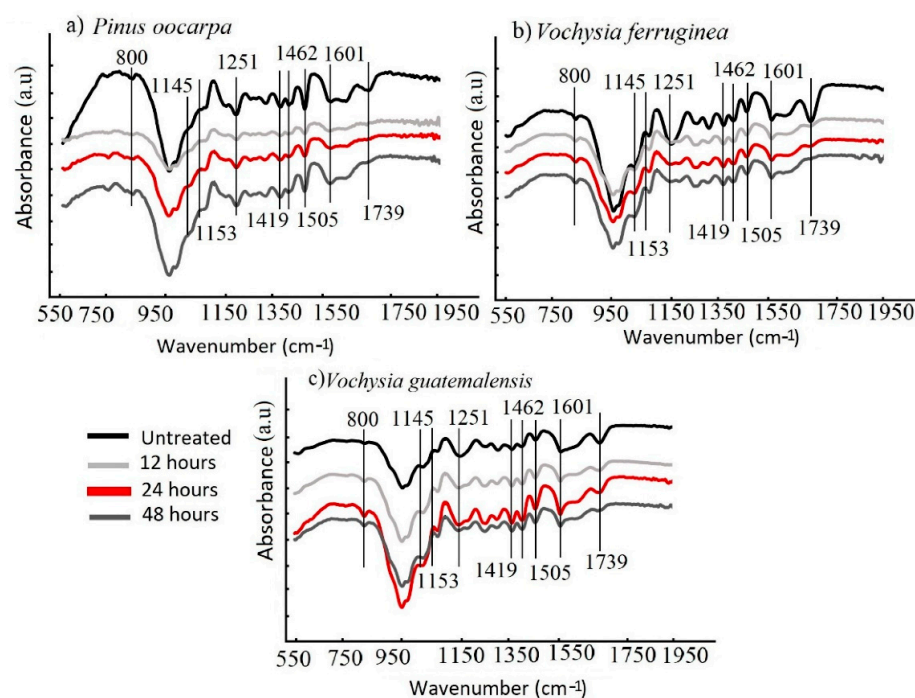 a) Pinus oocarpa
800
1145
1251
1462
1601
1153
1419
1505
1739
Absorbance (a.u)
550 750 950 1150 1350 1550 1750 1950
Wavenumber (cm⁻¹)
b) Vochysia ferruginea
800
1145
1251
1462
1601
1153
1419
1505
1739
Absorbance (a.u)
550 750 950 1150 1350 1550 1750 1950
Wavenumber (cm⁻¹)
c) Vochysia guatemalensis
800
1145
1251
1462
1601
1153
1419
1505
1739
Absorbance (a.u)
550 750 950 1150 1350 1550 1750 1950
Wavenumber (cm⁻¹)
Untreated
12 hours
24 hours
48 hours